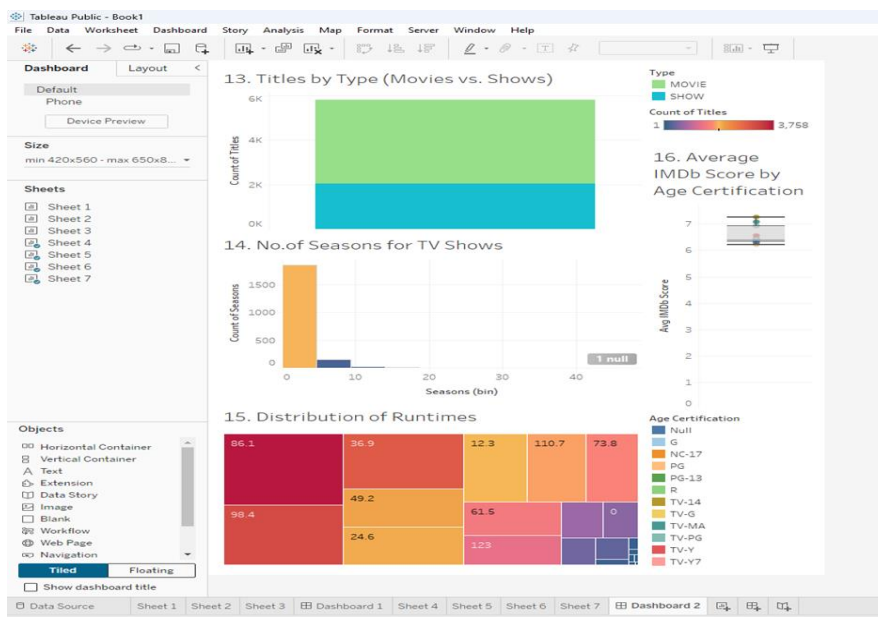 Tableau Public - Book1
File Data Worksheet Dashboard Story Analysis Map Format Server Window Help
Dashboard Layout <
Default
Phone
Device Preview
Size
min 420x560 - max 650x8...
Sheets
Sheet 1
Sheet 2
Sheet 3
Sheet 4
Sheet 5
Sheet 6
Sheet 7
Objects
Horizontal Container
Vertical Container
A Text
Extension
Data Story
Image
Blank
Workflow
Web Page
Navigation
Tiled Floating
Show dashboard title
13. Titles by Type (Movies vs. Shows)
6K
4K
2K
0K
Count of Titles
14. No.of Seasons for TV Shows
1500
1000
500
0
Count of Seasons
1 null
0 10 20 30 40
Seasons (bin)
15. Distribution of Runtimes
86.1 36.9 12.3 110.7 73.8
98.4 49.2 61.5 0
24.6 123
Type
MOVIE
SHOW
Count of Titles
1 3,758
16. Average
IMDb Score by
Age Certification
7
6
5
4
3
2
1
0
Avg IMDb Score
Age Certification
Null
G
NC-17
PG
PG-13
R
TV-14
TV-G
TV-MA
TV-PG
TV-Y
TV-Y7
Data Source Sheet 1 Sheet 2 Sheet 3 Dashboard 1 Sheet 4 Sheet 5 Sheet 6 Sheet 7 Dashboard 2